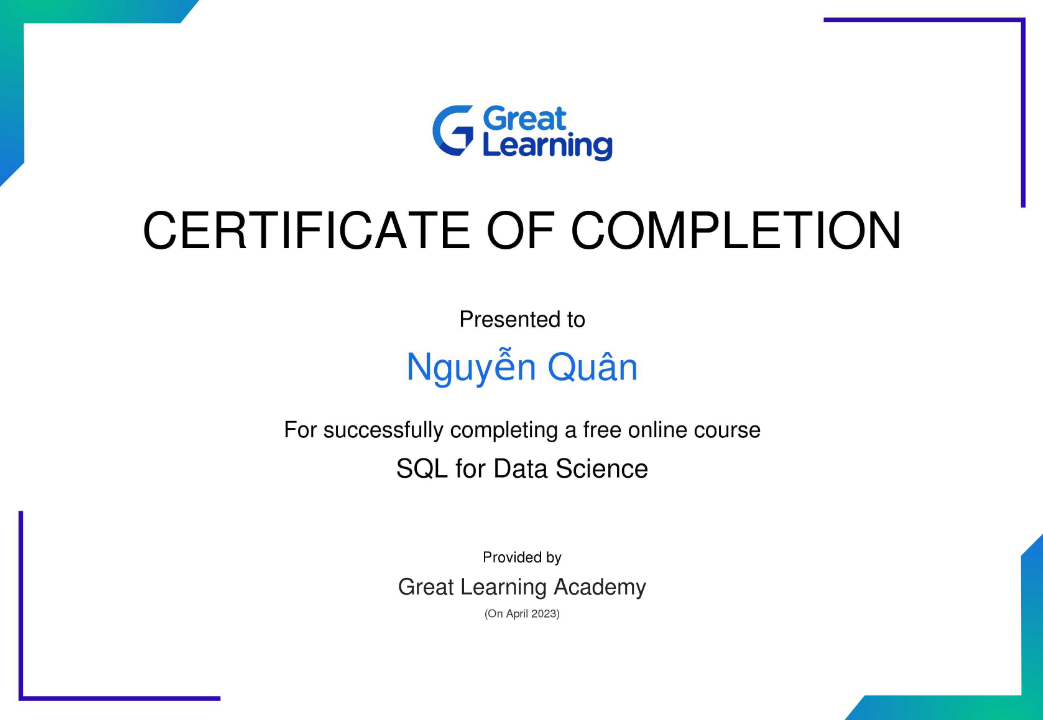 Great
Learning
CERTIFICATE OF COMPLETION
Presented to
Nguyễn Quân
For successfully completing a free online course
SQL for Data Science
Provided by
Great Learning Academy
(On April 2023)